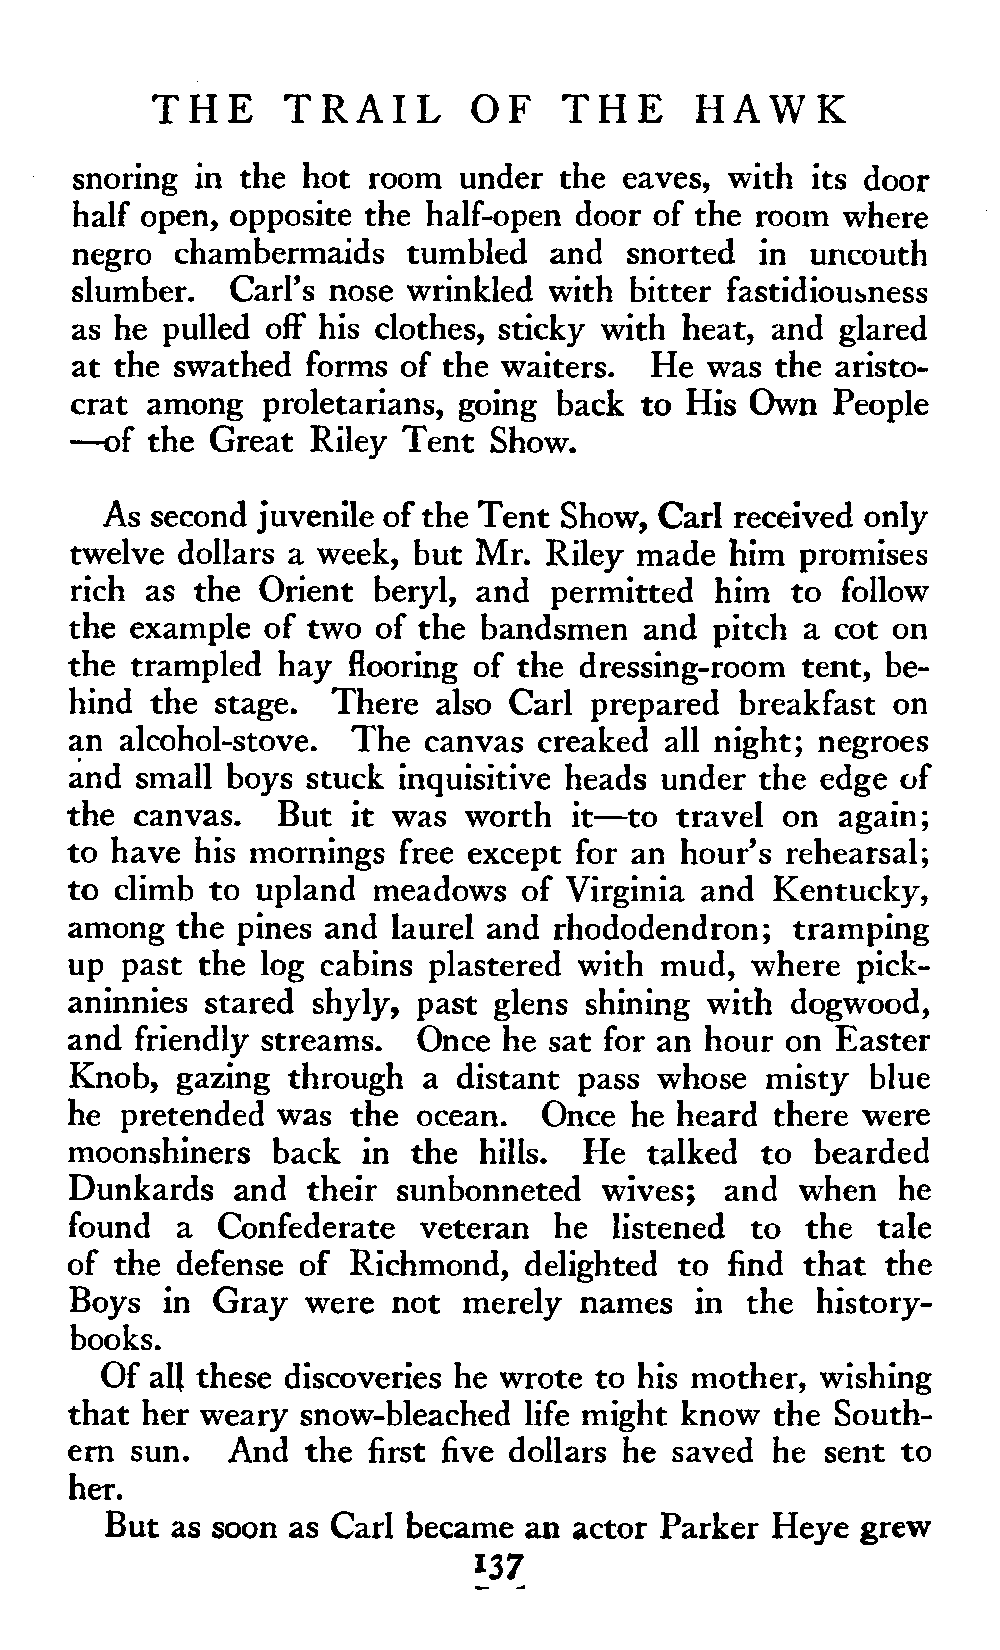 THE TRAIL OF THE HAWK
snoring in the hot room under the eaves, with its door
half open, opposite the half-open door of the room where
negro chambermaids tumbled and snorted in uncouth
slumber. Carl's nose wrinkled with bitter fastidiousness
as he pulled off his clothes, sticky with heat, and glared
at the swathed forms of the waiters. He was the aristo-
crat among proletarians, going back to His Own People
—of the Great Riley Tent Show.
As second juvenile of the Tent Show, Carl received only
twelve dollars a week, but Mr. Riley made him promises
rich as the Orient beryl, and permitted him to follow
the example of two of the bandsmen and pitch a cot on
the trampled hay flooring of the dressing-room tent, be-
hind the stage. There also Carl prepared breakfast on
an alcohol-stove. The canvas creaked all night; negroes
and small boys stuck inquisitive heads under the edge of
the canvas. But it was worth it—to travel on again;
to have his mornings free except for an hour's rehearsal;
to climb to upland meadows of Virginia and Kentucky,
among the pines and laurel and rhododendron; tramping
up past the log cabins plastered with mud, where pick-
aninnies stared shyly, past glens shining with dogwood,
and friendly streams. Once he sat for an hour on Easter
Knob, gazing through a distant pass whose misty blue
he pretended was the ocean. Once he heard there were
moonshiners back in the hills. He talked to bearded
Dunkards and their sunbonneted wives; and when he
found a Confederate veteran he listened to the tale
of the defense of Richmond, delighted to find that the
Boys in Gray were not merely names in the history-
books.
Of all these discoveries he wrote to his mother, wishing
that her weary snow-bleached life might know the South-
ern sun. And the first five dollars he saved he sent to
her.
But as soon as Carl became an actor Parker Heye grew
137